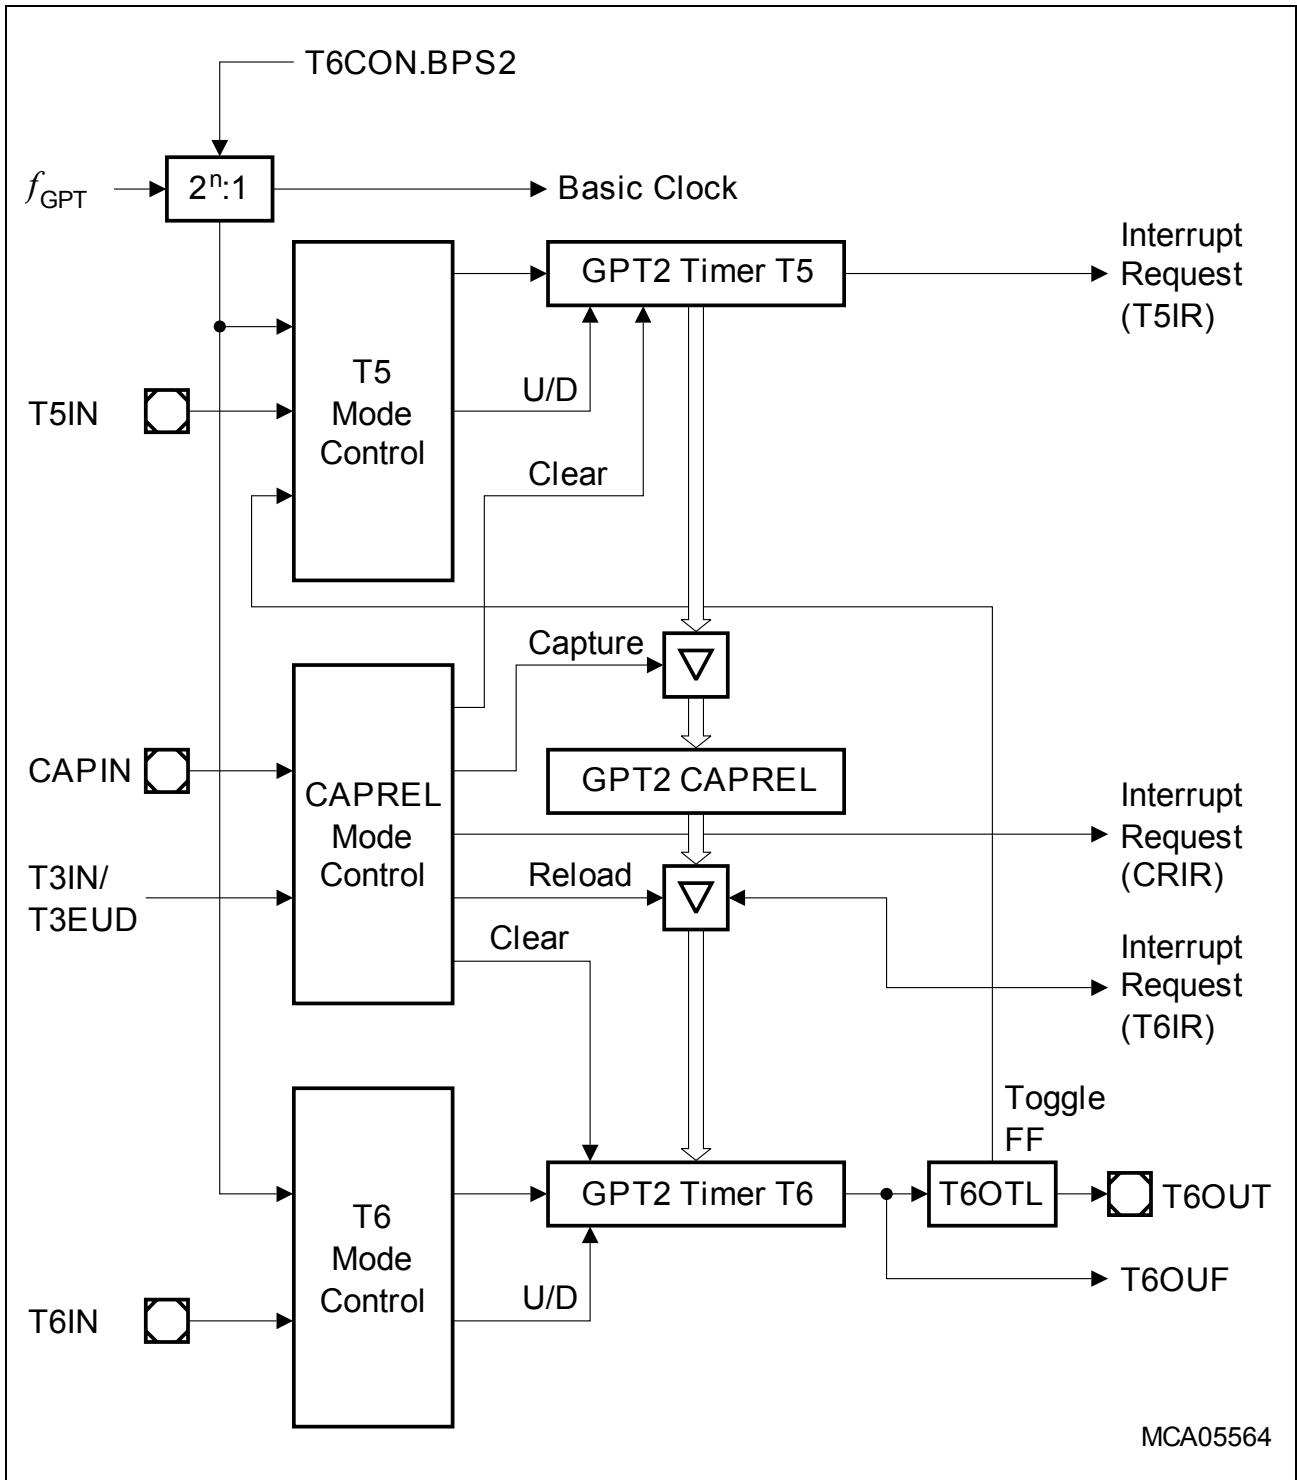 T6CON.BPS2
fGPT
2ⁿ:1
Basic Clock
GPT2 Timer T5
Interrupt
Request
(T5IR)
T5
Mode
Control
T5IN
U/D
Clear
Capture
CAPIN
CAPREL
Mode
Control
GPT2 CAPREL
Interrupt
Request
(CRIR)
T3IN/
T3EUD
Reload
Clear
Interrupt
Request
(T6IR)
Toggle
FF
T6
Mode
Control
GPT2 Timer T6
T6OTL
T6OUT
T6IN
U/D
T6OUF
MCA05564